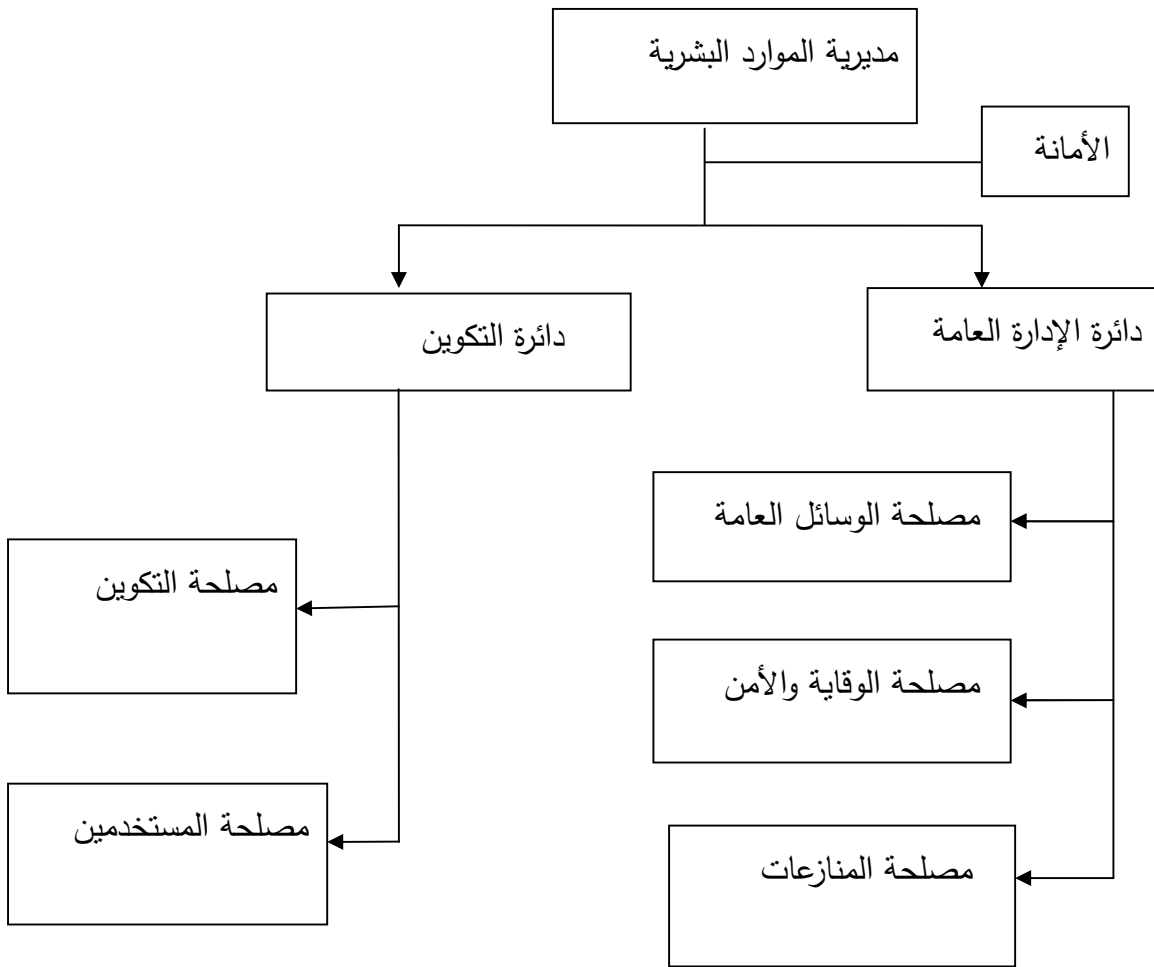 مديرية الموارد البشرية
الأمانة
دائرة الإدارة العامة
دائرة التكوين
مصلحة الوسائل العامة
مصلحة التكوين
مصلحة الوقاية والأمن
مصلحة المستخدمين
مصلحة المنازعات